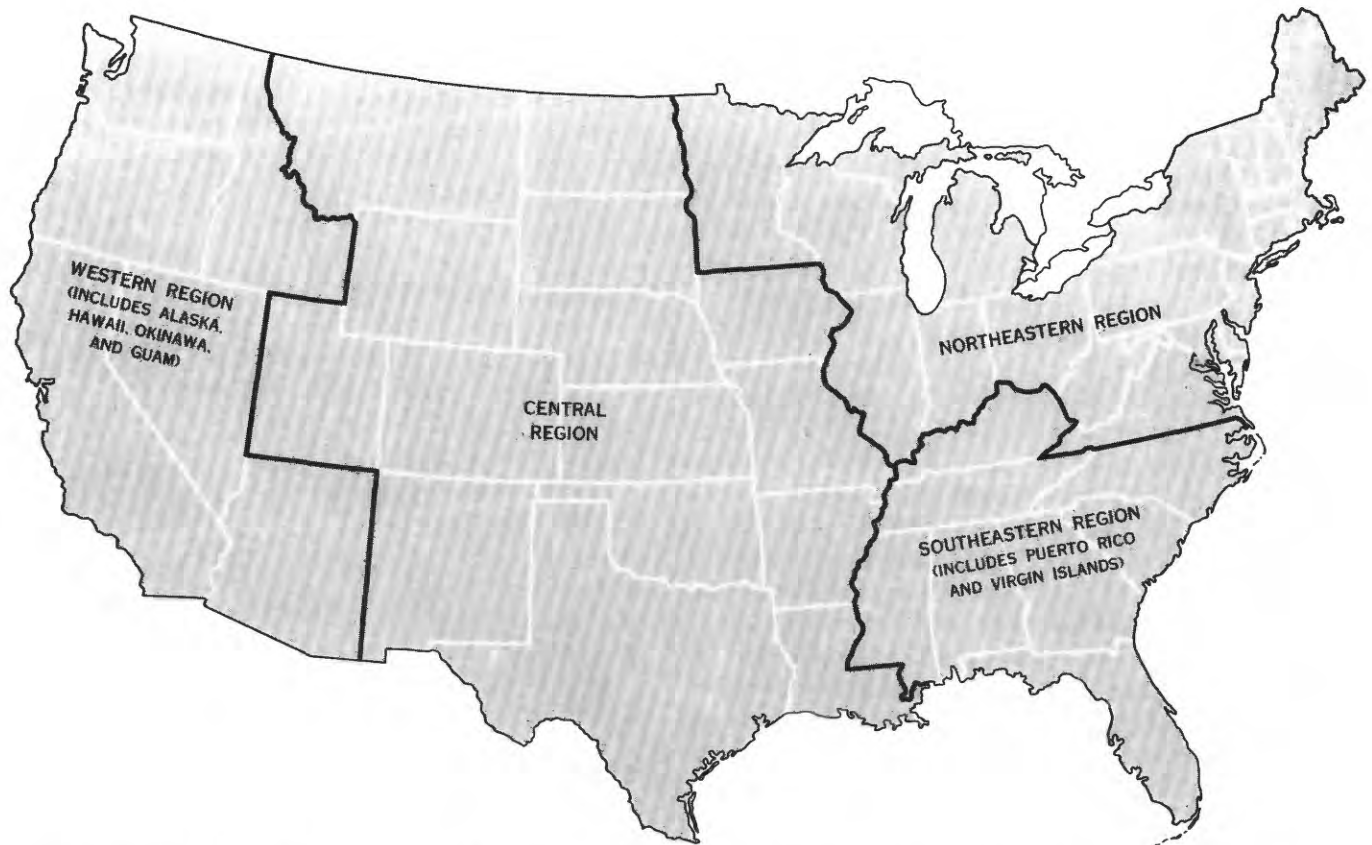 WESTERN REGION
(INCLUDES ALASKA,
HAWAII, OKINAWA,
AND GUAM)
CENTRAL
REGION
NORTHEASTERN REGION
SOUTHEASTERN REGION
(INCLUDES PUERTO RICO
AND VIRGIN ISLANDS)